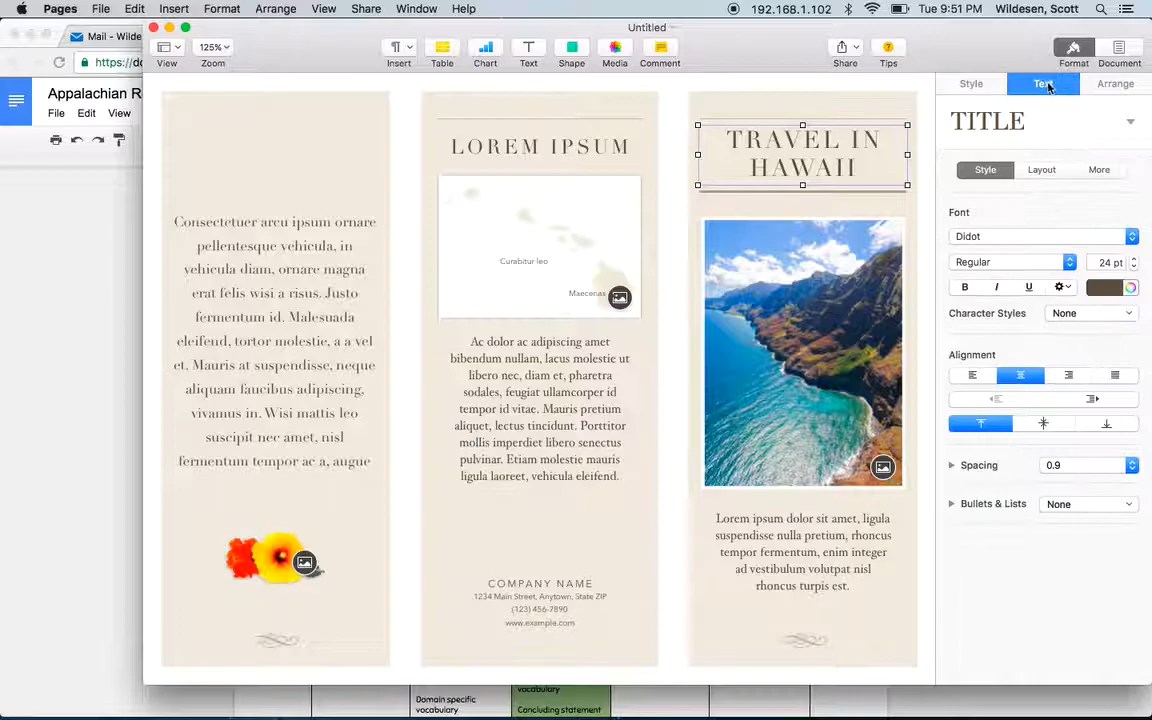 Pages File Edit Insert Format Arrange View Share Window Help 192.168.1.102 Tue 9:51 PM Wildesen, Scott
Mail - Wilde
https://do
Appalachian R
File Edit View
Untitled
125%
View Zoom Insert Table Chart Text Shape Media Comment Share Tips Format Document
Consectetuer arcu ipsum ornare
pellentesque vehicula, in
vehicula diam, ornare magna
erat felis wisi a risus. Justo
fermentum id. Malesuada
eleifend, tortor molestie, a a vel
et. Mauris at suspendisse, neque
aliquam faucibus adipiscing,
vivamus in. Wisi mattis leo
suscipit nec amet, nisl
fermentum tempor ac a, augue
LOREM IPSUM
Curabitur leo
Maecenas
Ac dolor ac adipiscing amet
bibendum nullam, lacus molestie ut
libero nec, diam et, pharetra
sodales, feugiat ullamcorper id
tempor id vitae. Mauris pretium
aliquet, lectus tincidunt. Porttitor
mollis imperdiet libero senectus
pulvinar. Etiam molestie mauris
ligula laoreet, vehicula eleifend.
COMPANY NAME
1234 Main Street, Anytown, State ZIP
(123) 456-7890
www.example.com
TRAVEL IN
HAWAII
Lorem ipsum dolor sit amet, ligula
suspendisse nulla pretium, rhoncus
tempor fermentum, enim integer
ad vestibulum volutpat nisl
rhoncus turpis est.
Style Text Arrange
TITLE
Style Layout More
Font
Didot
Regular 24 pt
B I U
Character Styles None
Alignment
Spacing 0.9
Bullets & Lists None
vocabulary
Domain specific
vocabulary
Concluding statement